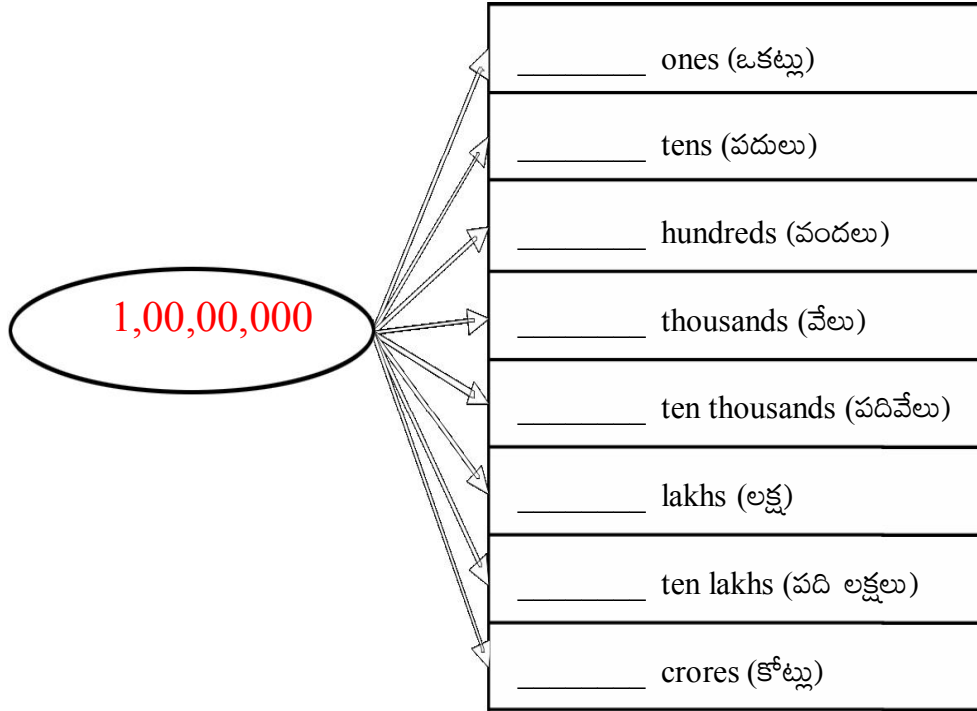 ________ ones (ఒకట్లు)
________ tens (పదులు)
________ hundreds (వందలు)
1,00,00,000
________ thousands (వేలు)
________ ten thousands (పదివేలు)
________ lakhs (లక్ష)
________ ten lakhs (పది లక్షలు)
________ crores (కోట్లు)